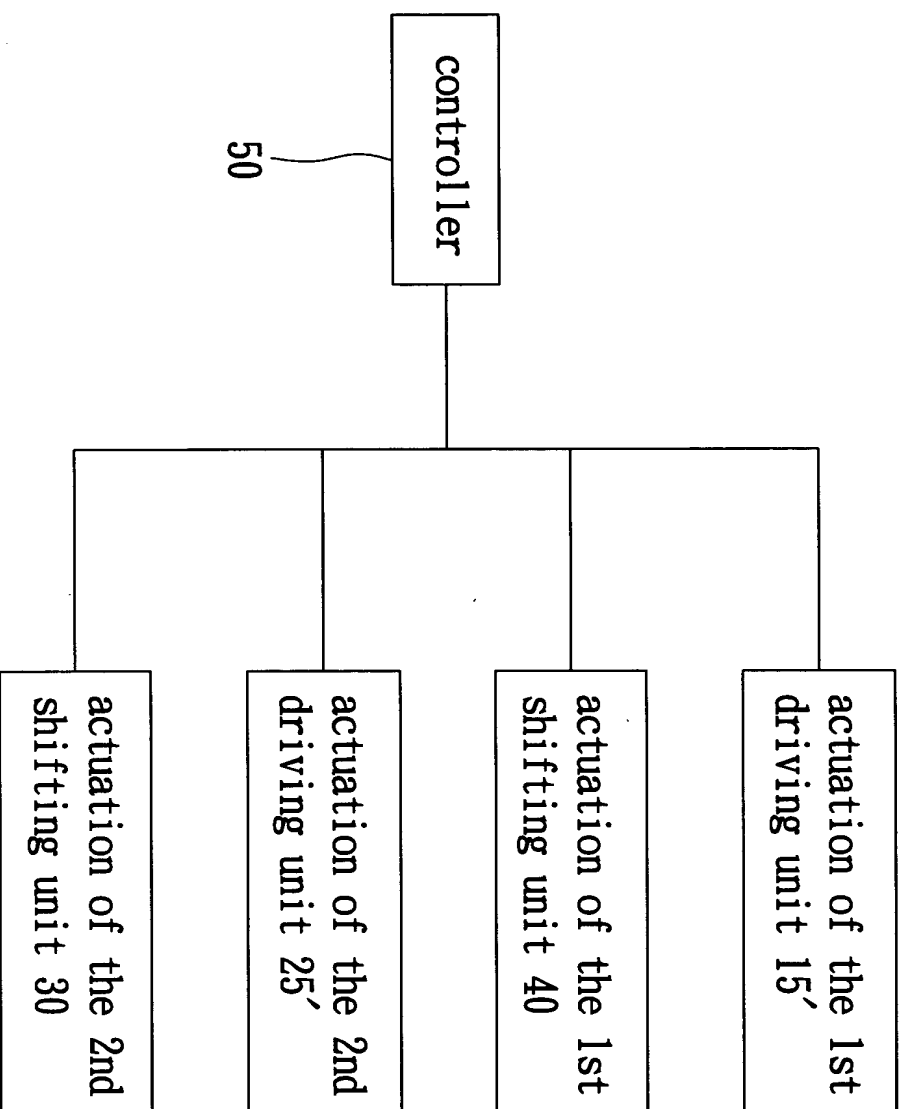 controller
50
actuation of the 1st
driving unit 15′
actuation of the 1st
shifting unit 40
actuation of the 2nd
driving unit 25′
actuation of the 2nd
shifting unit 30